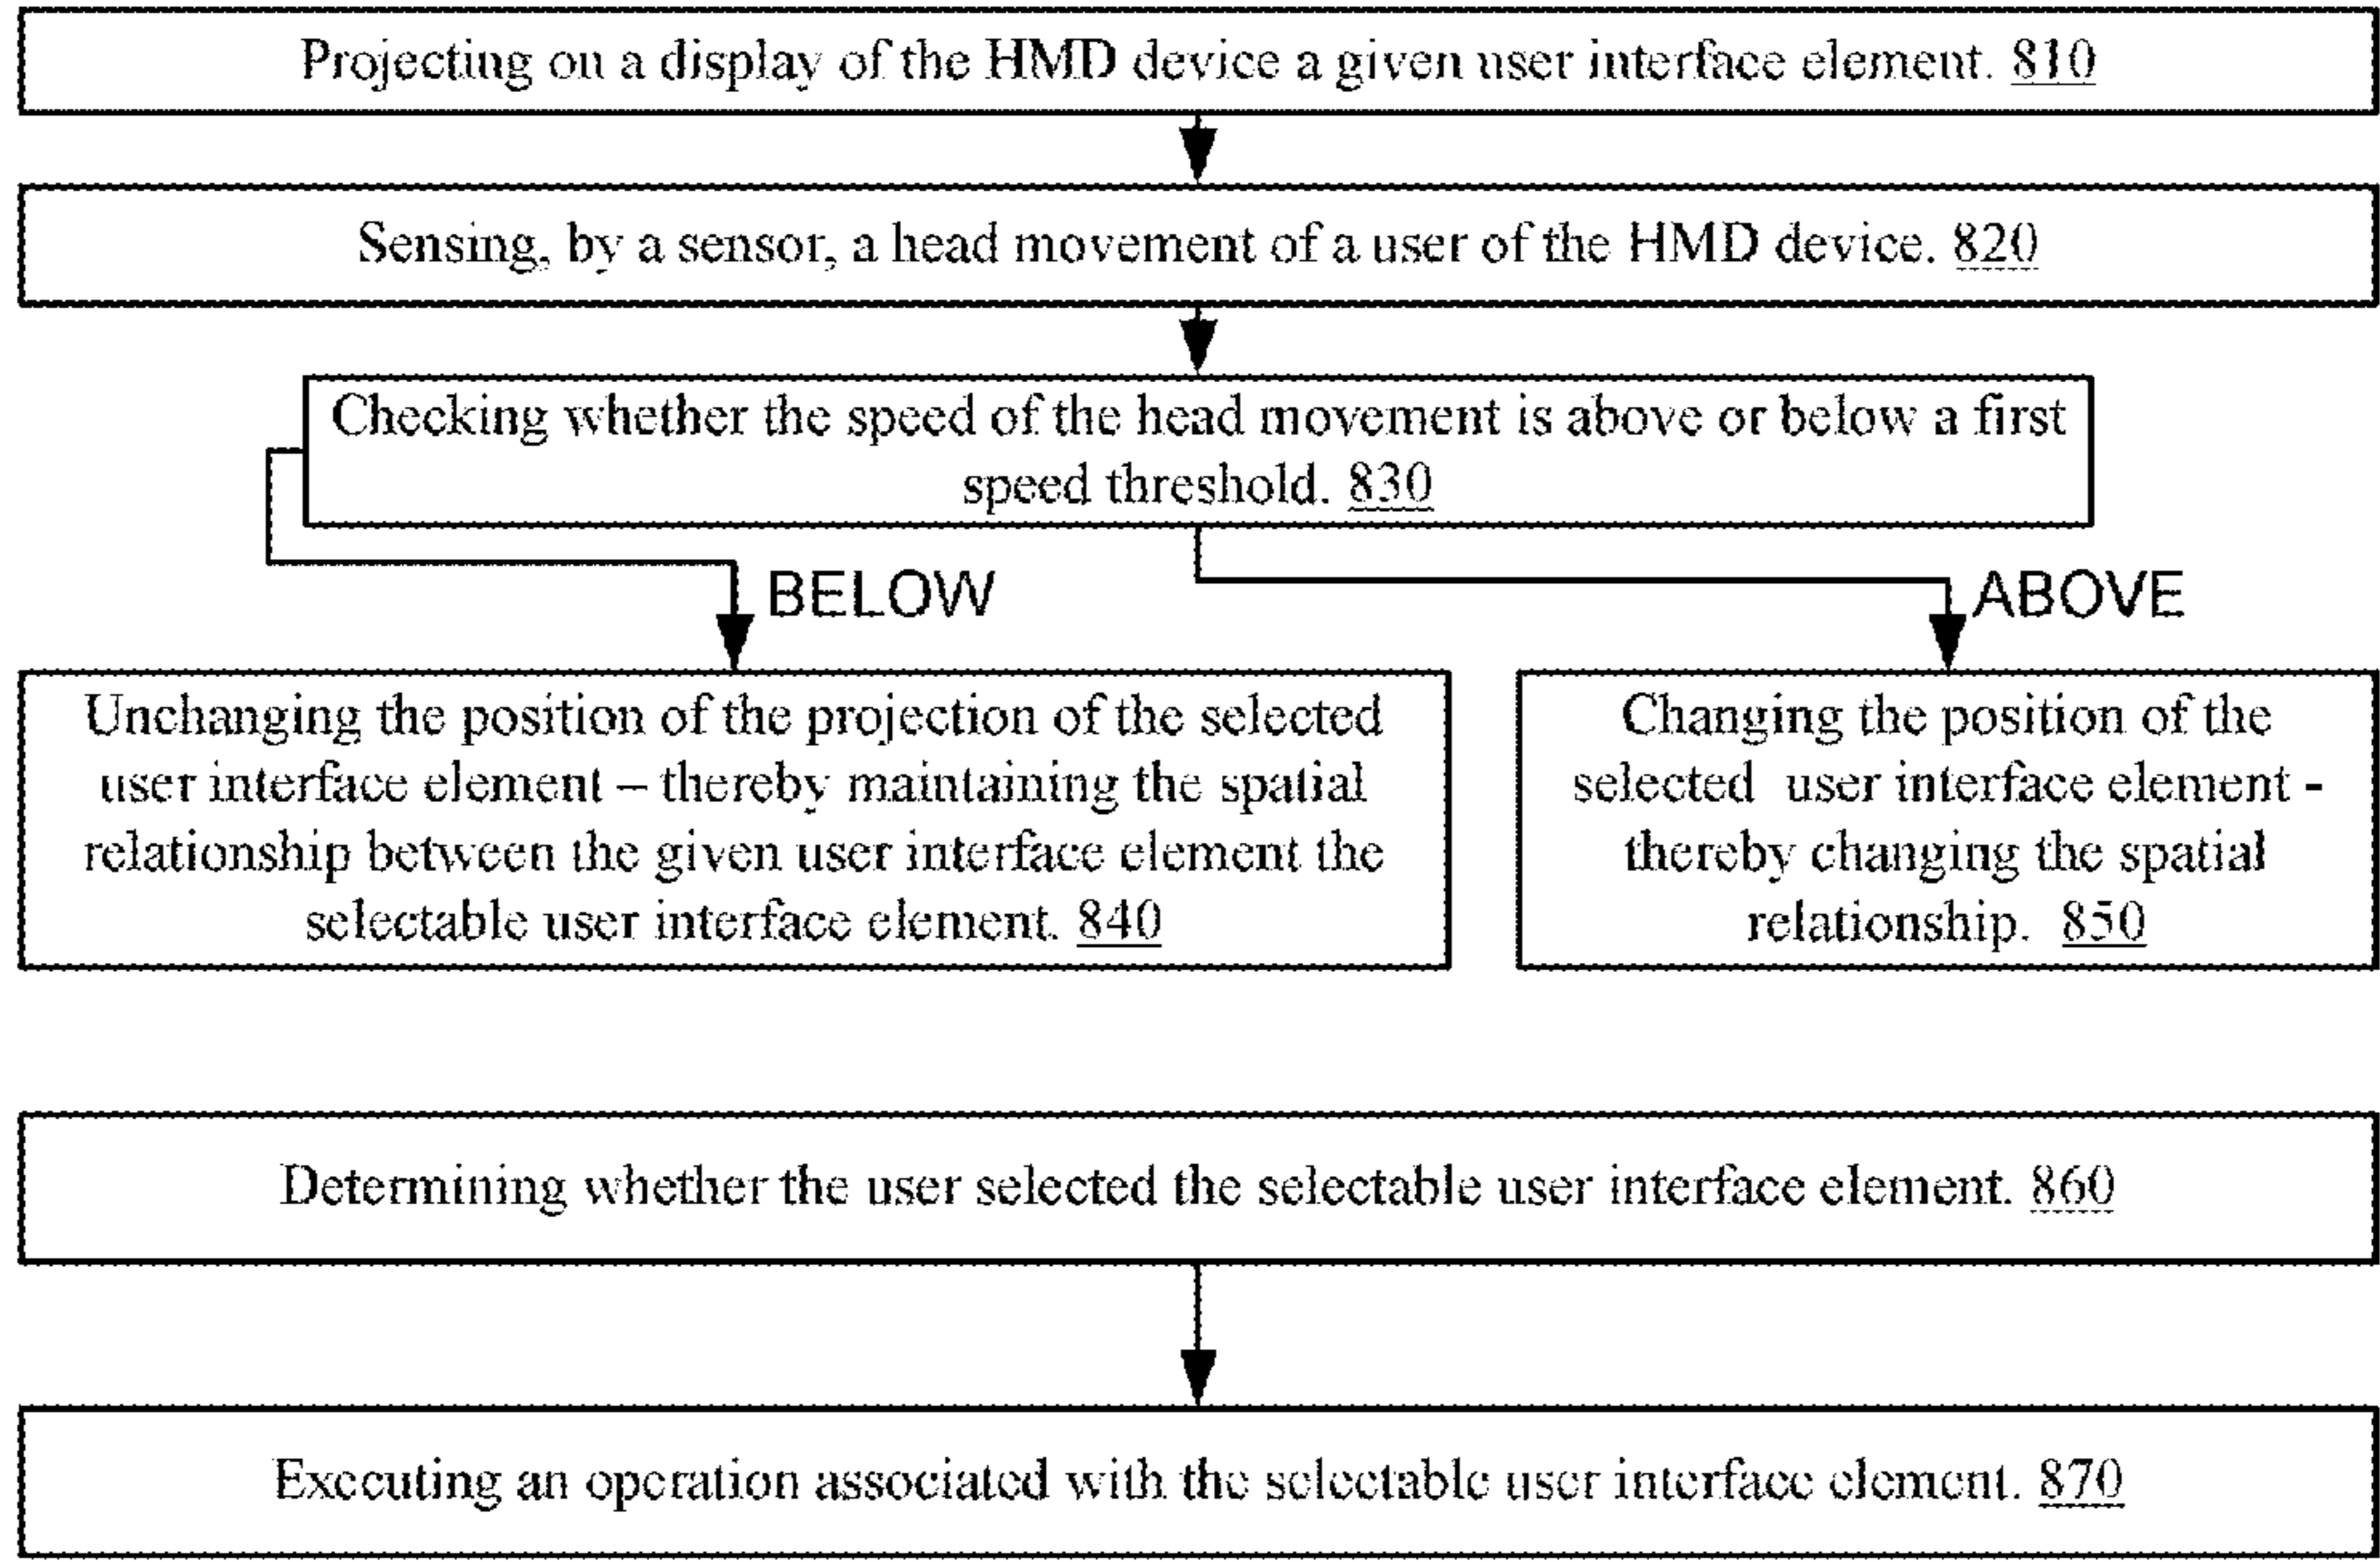 Projecting on a display of the HMD device a given user interface element. 810
Sensing, by a sensor, a head movement of a user of the HMD device. 820
Checking whether the speed of the head movement is above or below a first
speed threshold. 830
BELOW
ABOVE
Unchanging the position of the projection of the selected
user interface element – thereby maintaining the spatial
relationship between the given user interface element the
selectable user interface element. 840
Changing the position of the
selected user interface element -
thereby changing the spatial
relationship. 850
Determining whether the user selected the selectable user interface element. 860
Executing an operation associated with the selectable user interface element. 870